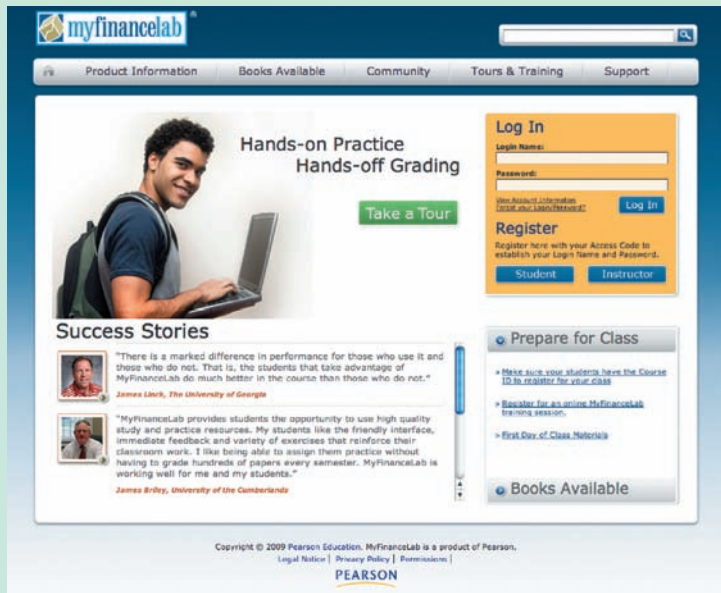 myfinancelab
Product Information Books Available Community Tours & Training Support
Hands-on Practice
Hands-off Grading
Take a Tour
Log In
Login Name:
Password:
View Account Information
Forgot your Login/Password?
Log In
Register
Register here with your Access Code to
establish your Login Name and Password.
Student Instructor
Success Stories
"There is a marked difference in performance for those who use it and
those who do not. That is, the students that take advantage of
MyFinanceLab do much better in the course than those who do not."
James Linck, The University of Georgia
"MyFinanceLab provides students the opportunity to use high quality
study and practice resources. My students like the friendly interface,
immediate feedback and variety of exercises that reinforce their
classroom work. I like being able to assign them practice without
having to grade hundreds of papers every semester. MyFinanceLab is
working well for me and my students."
James Briley, University of the Cumberlands
Prepare for Class
» Make sure your students have the Course
ID to register for your class
» Register for an online MyFinanceLab
training session.
» First Day of Class Materials
Books Available
Copyright © 2009 Pearson Education. MyFinanceLab is a product of Pearson.
Legal Notice | Privacy Policy | Permissions |
PEARSON